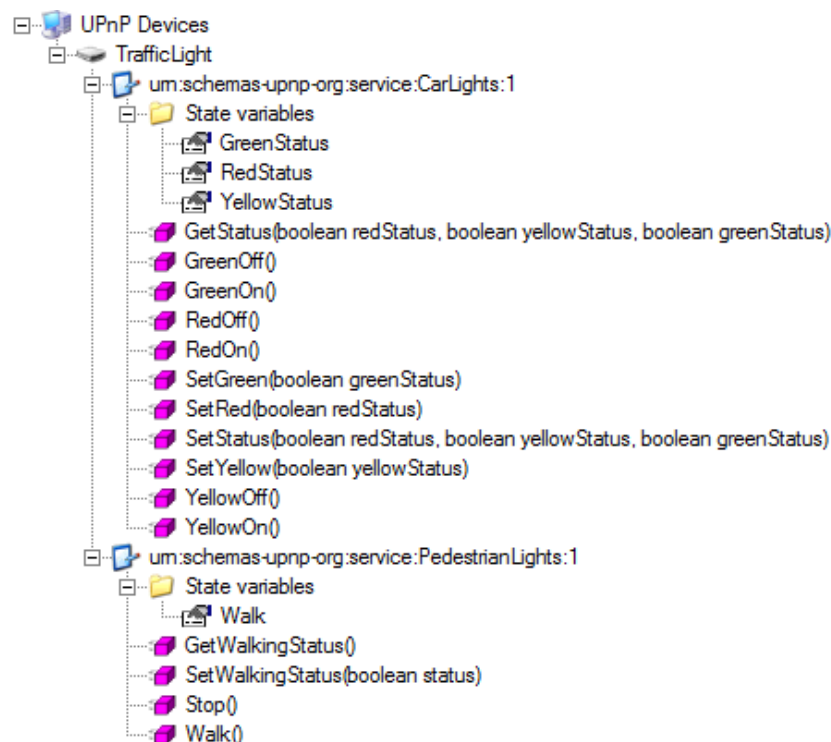 UPnP Devices
TrafficLight
urn:schemas-upnp-org:service:CarLights:1
State variables
GreenStatus
RedStatus
YellowStatus
GetStatus(boolean redStatus, boolean yellowStatus, boolean greenStatus)
GreenOff()
GreenOn()
RedOff()
RedOn()
SetGreen(boolean greenStatus)
SetRed(boolean redStatus)
SetStatus(boolean redStatus, boolean yellowStatus, boolean greenStatus)
SetYellow(boolean yellowStatus)
YellowOff()
YellowOn()
urn:schemas-upnp-org:service:PedestrianLights:1
State variables
Walk
GetWalkingStatus()
SetWalkingStatus(boolean status)
Stop()
Walk()